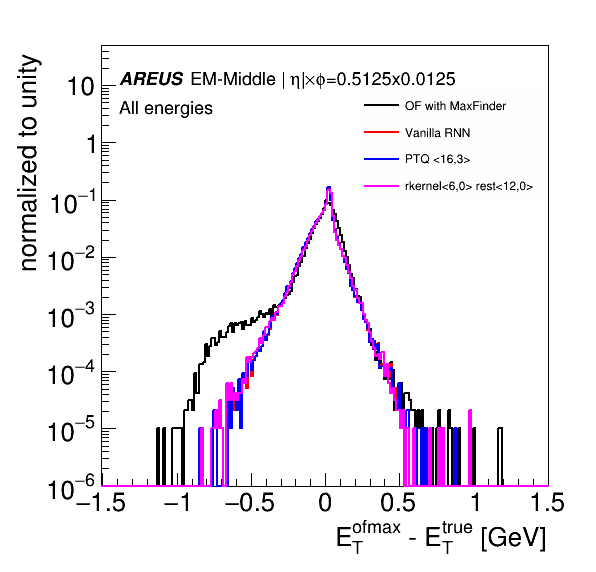 normalized to unity
AREUS EM-Middle | η|×ϕ=0.5125x0.0125
All energies
OF with MaxFinder
Vanilla RNN
PTQ <16,3>
rkernel<6,0> rest<12,0>
10
1
10⁻¹
10⁻²
10⁻³
10⁻⁴
10⁻⁵
10⁻⁶
−1.5 −1 −0.5 0 0.5 1 1.5
E_T^ofmax - E_T^true [GeV]